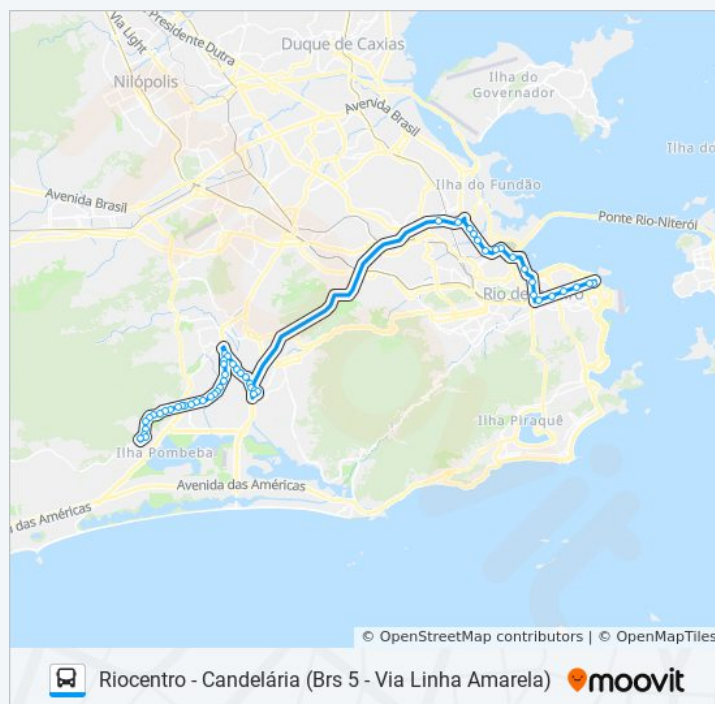 Via Light
Presidente Dutra
Duque de Caxias
Nilópolis
Ilha do
Governador
Avenida Brasil
Ilha do
Ilha do Fundão
Avenida Brasil
Ponte Rio-Niterói
Rio de
ro
Ilha Piraquê
Ilha Pombeba
Avenida das Américas
das Américas
© OpenStreetMap contributors | © OpenMapTiles
Riocentro - Candelária (Brs 5 - Via Linha Amarela)
moovit